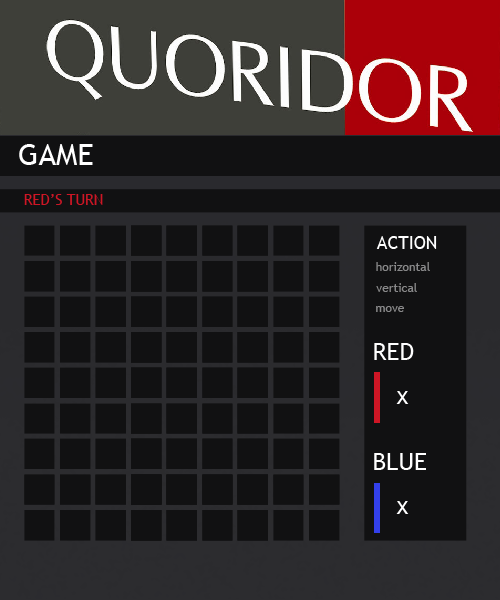 QUORIDOR
GAME
RED'S TURN
ACTION
horizontal
vertical
move
RED
X
BLUE
X